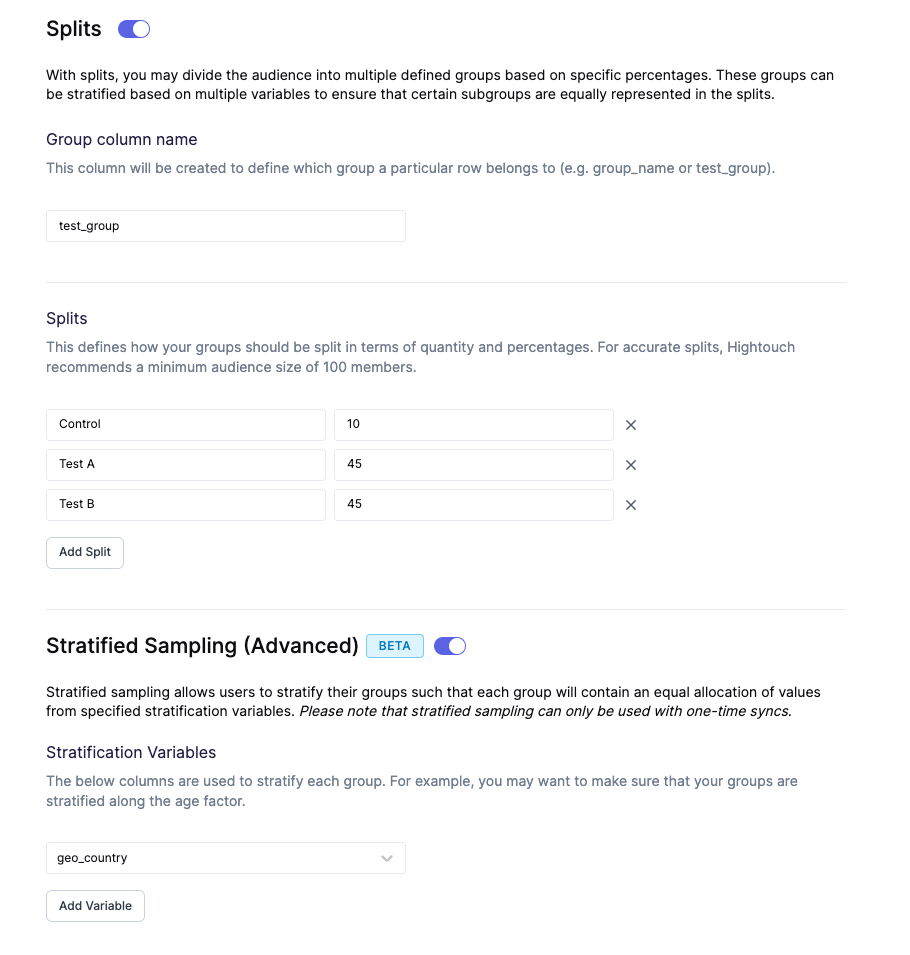 Splits
With splits, you may divide the audience into multiple defined groups based on specific percentages. These groups can
be stratified based on multiple variables to ensure that certain subgroups are equally represented in the splits.
Group column name
This column will be created to define which group a particular row belongs to (e.g. group_name or test_group).
test_group
Splits
This defines how your groups should be split in terms of quantity and percentages. For accurate splits, Hightouch
recommends a minimum audience size of 100 members.
Control 10
Test A 45
Test B 45
Add Split
Stratified Sampling (Advanced) BETA
Stratified sampling allows users to stratify their groups such that each group will contain an equal allocation of values
from specified stratification variables. Please note that stratified sampling can only be used with one-time syncs.
Stratification Variables
The below columns are used to stratify each group. For example, you may want to make sure that your groups are
stratified along the age factor.
geo_country
Add Variable